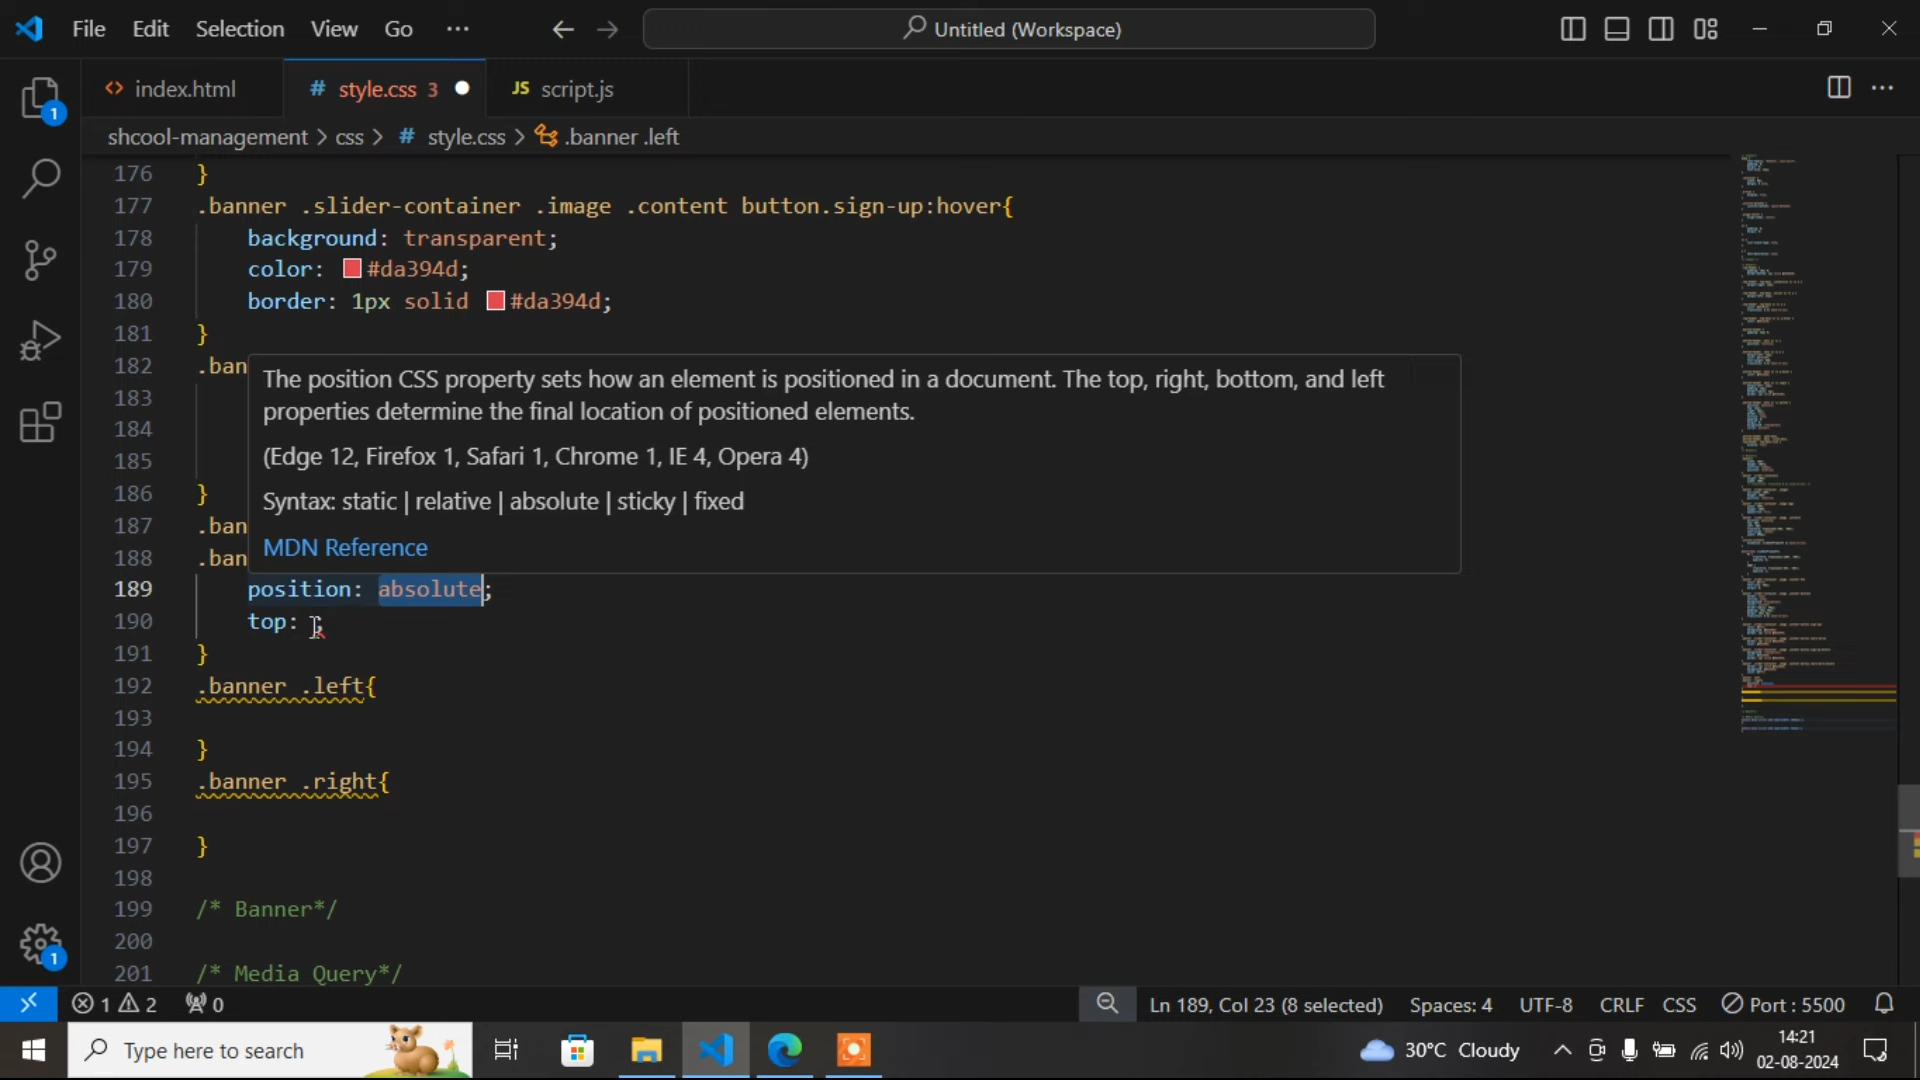 File Edit Selection View Go ··· Untitled (Workspace)
index.html # style.css 3 JS script.js
shcool-management > css > # style.css > .banner .left
176 }
177 .banner .slider-container .image .content button.sign-up:hover{
178 background: transparent;
179 color: #da394d;
180 border: 1px solid #da394d;
181 }
182 .ban
The position CSS property sets how an element is positioned in a document. The top, right, bottom, and left
properties determine the final location of positioned elements.
(Edge 12, Firefox 1, Safari 1, Chrome 1, IE 4, Opera 4)
Syntax: static | relative | absolute | sticky | fixed
MDN Reference
183
184
185
186 }
187 .ban
188 .ban
189 position: absolute;
190 top: ;
191 }
192 .banner .left{
193
194 }
195 .banner .right{
196
197 }
198
199 /* Banner*/
200
201 /* Media Query*/
1
1
1 2 0 Ln 189, Col 23 (8 selected) Spaces: 4 UTF-8 CRLF CSS Port : 5500
Type here to search 30°C Cloudy 14:21
02-08-2024